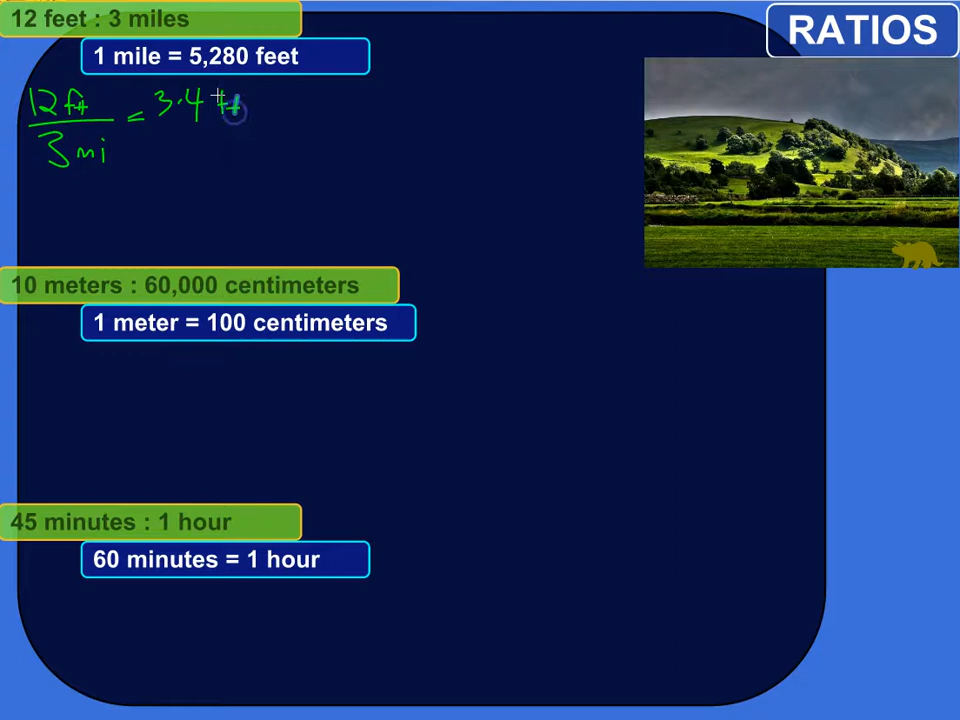 12 feet : 3 miles
RATIOS
1 mile = 5,280 feet
12 ft
3 mi
= 3·4 ft
10 meters : 60,000 centimeters
1 meter = 100 centimeters
45 minutes : 1 hour
60 minutes = 1 hour